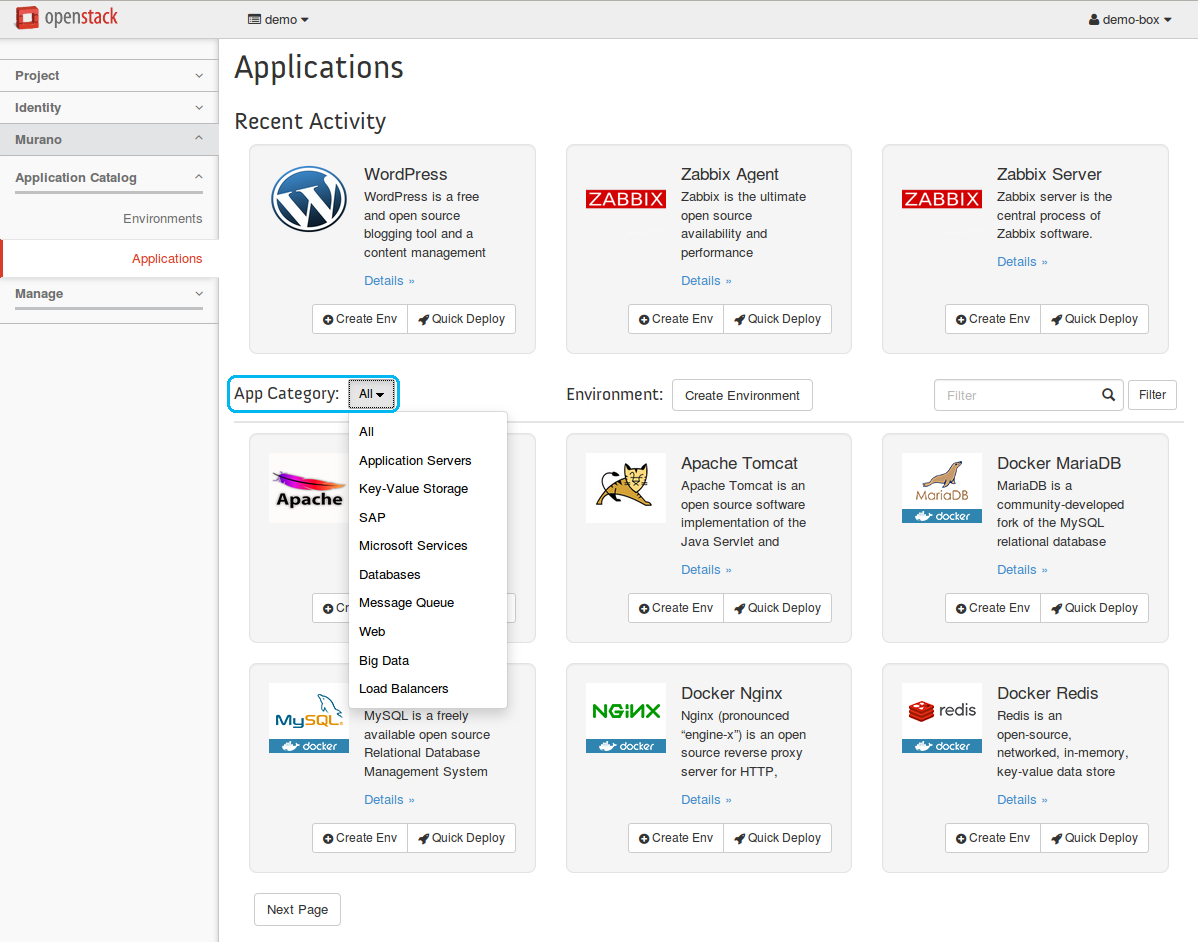 openstack
demo
demo-box
Project
Identity
Murano
Application Catalog
Environments
Applications
Manage
Applications
Recent Activity
WordPress
WordPress is a free
and open source
blogging tool and a
content management
Details »
Create Env
Quick Deploy
ZABBIX
Zabbix Agent
Zabbix is the ultimate
open source
availability and
performance
Details »
Create Env
Quick Deploy
ZABBIX
Zabbix Server
Zabbix server is the
central process of
Zabbix software.
Details »
Create Env
Quick Deploy
App Category:
All
Environment:
Create Environment
Filter
Filter
All
Application Servers
Key-Value Storage
SAP
Microsoft Services
Databases
Message Queue
Web
Big Data
Load Balancers
Apache
Cr
Apache Tomcat
Apache Tomcat is an
open source software
implementation of the
Java Servlet and
Details »
Create Env
Quick Deploy
MariaDB
docker
Docker MariaDB
MariaDB is a
community-developed
fork of the MySQL
relational database
Details »
Create Env
Quick Deploy
MySQL
docker
MySQL is a freely
available open source
Relational Database
Management System
Details »
Create Env
Quick Deploy
NGiNX
docker
Docker Nginx
Nginx (pronounced
“engine-x”) is an open
source reverse proxy
server for HTTP,
Details »
Create Env
Quick Deploy
redis
docker
Docker Redis
Redis is an
open-source,
networked, in-memory,
key-value data store
Details »
Create Env
Quick Deploy
Next Page